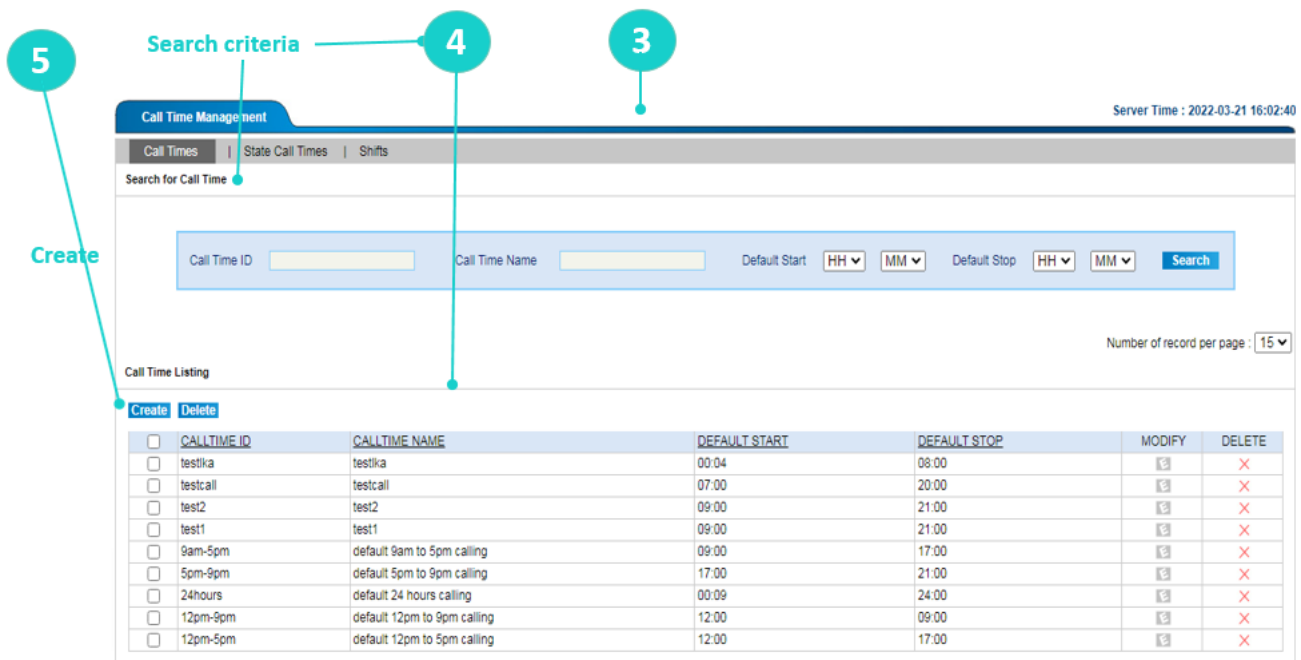 5
Search criteria
4
3
Call Time Management
Server Time : 2022-03-21 16:02:40
Call Times | State Call Times | Shifts
Search for Call Time
Create
Call Time ID Call Time Name Default Start HH MM Default Stop HH MM Search
Number of record per page : 15
Call Time Listing
Create Delete
CALLTIME ID CALLTIME NAME DEFAULT START DEFAULT STOP MODIFY DELETE
testlka testlka 00:04 08:00 E X
testcall testcall 07:00 20:00 E X
test2 test2 09:00 21:00 E X
test1 test1 09:00 21:00 E X
9am-5pm default 9am to 5pm calling 09:00 17:00 E X
5pm-9pm default 5pm to 9pm calling 17:00 21:00 E X
24hours default 24 hours calling 00:09 24:00 E X
12pm-9pm default 12pm to 9pm calling 12:00 09:00 E X
12pm-5pm default 12pm to 5pm calling 12:00 17:00 E X